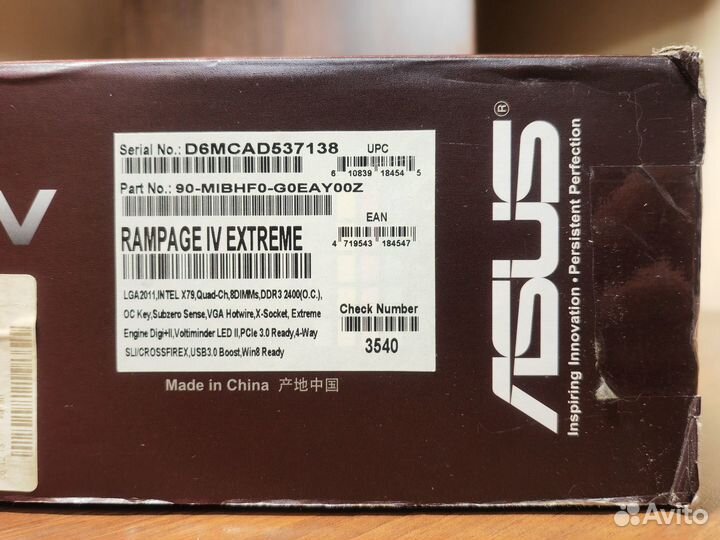 V
Serial No.: D6MCAD537138
UPC
6 10839 18454 5
Part No.: 90-MIBHF0-G0EAY00Z
EAN
RAMPAGE IV EXTREME
4 719543 184547
LGA2011,INTEL X79,Quad-Ch,8DIMMs,DDR3 2400(O.C.),
OC Key,Subzero Sense,VGA Hotwire,X-Socket, Extreme
Engine Digi+II,Voltiminder LED II,PCIe 3.0 Ready,4-Way
SLI/CROSSFIREX,USB3.0 Boost,Win8 Ready
Check Number
3540
Made in China 产地中国
ASUS®
Inspiring Innovation • Persistent Perfection
Avito